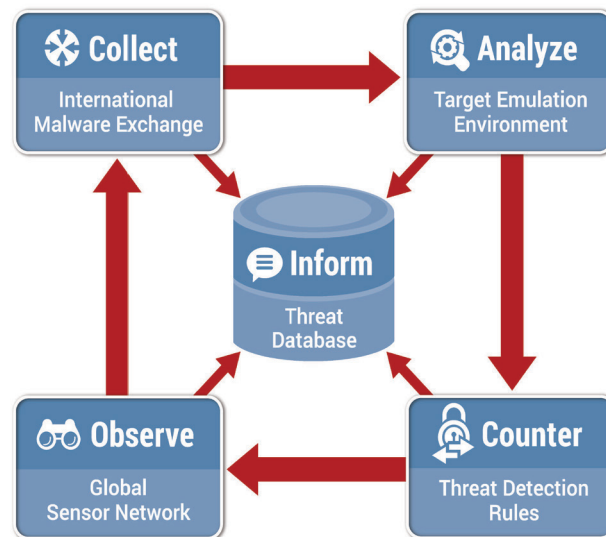 Collect
International
Malware Exchange
Analyze
Target Emulation
Environment
Inform
Threat
Database
Observe
Global
Sensor Network
Counter
Threat Detection
Rules